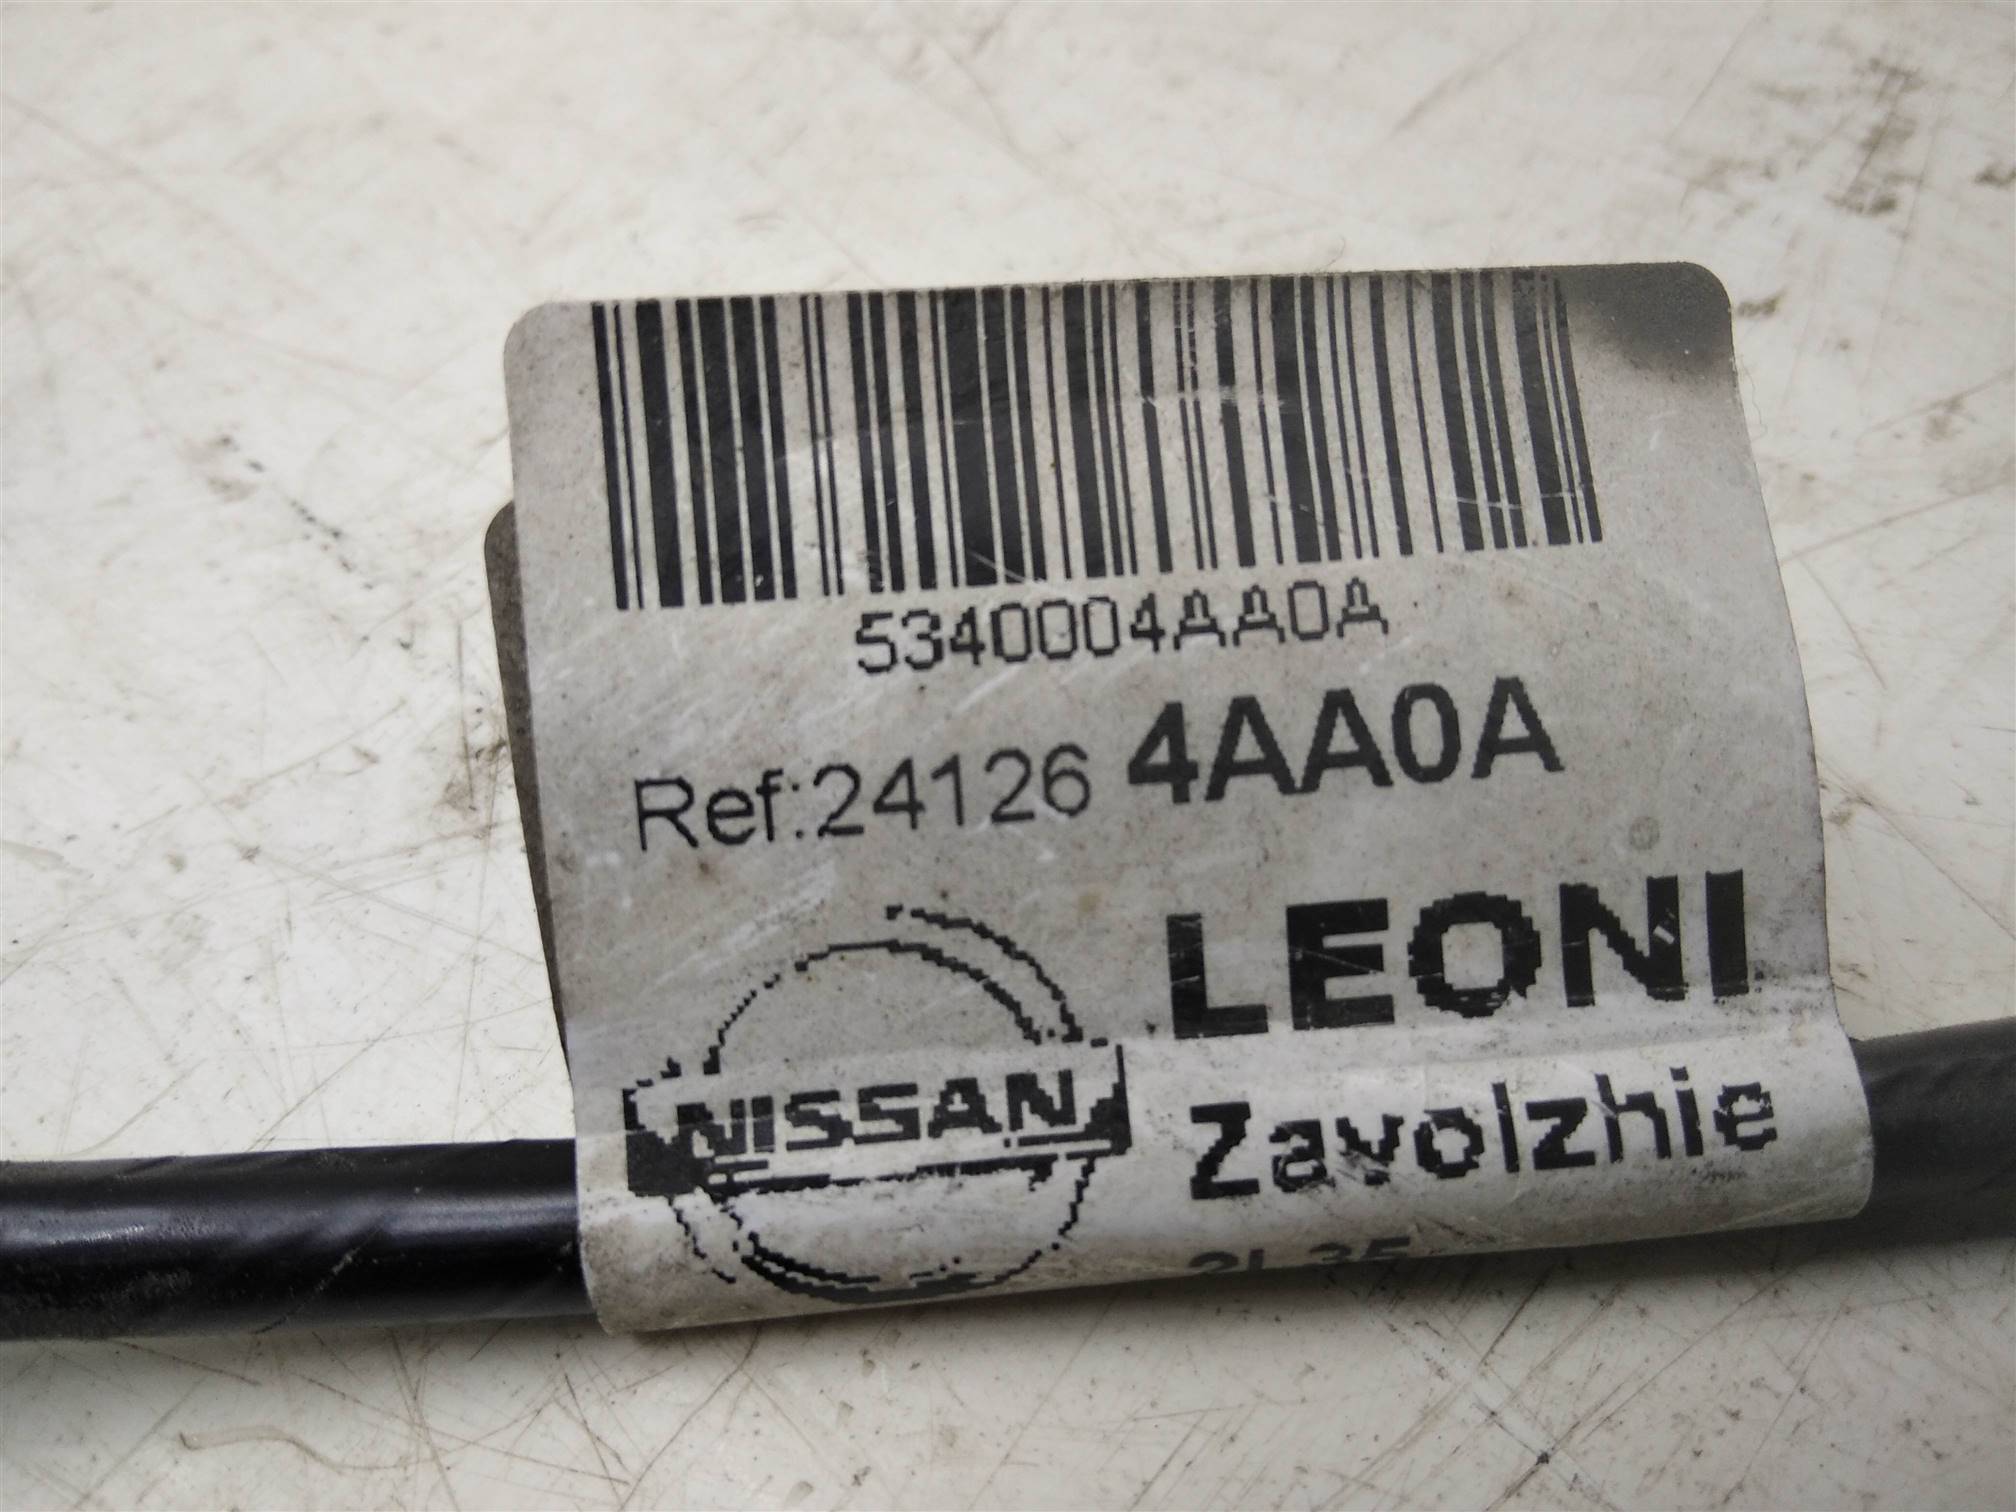 5340004AA0A
Ref:24126 4AA0A
LEONI
NISSAN
Zavolzhie